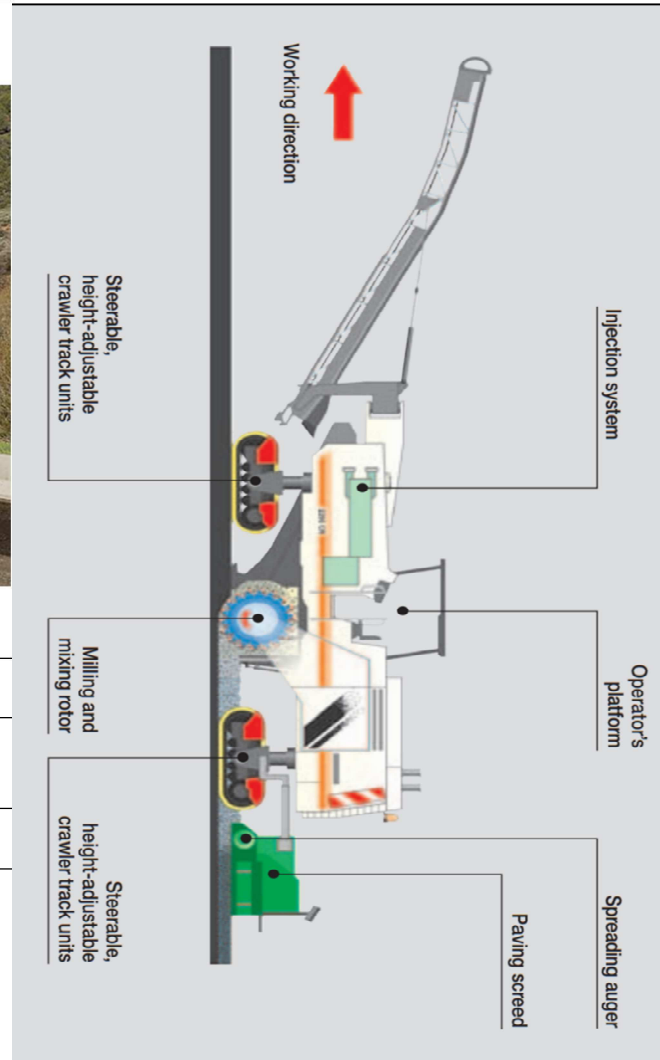 Injection system
Operator's
platform
Spreading auger
Paving screed
Working direction
Steerable,
height-adjustable
crawler track units
Milling and
mixing rotor
Steerable,
height-adjustable
crawler track units